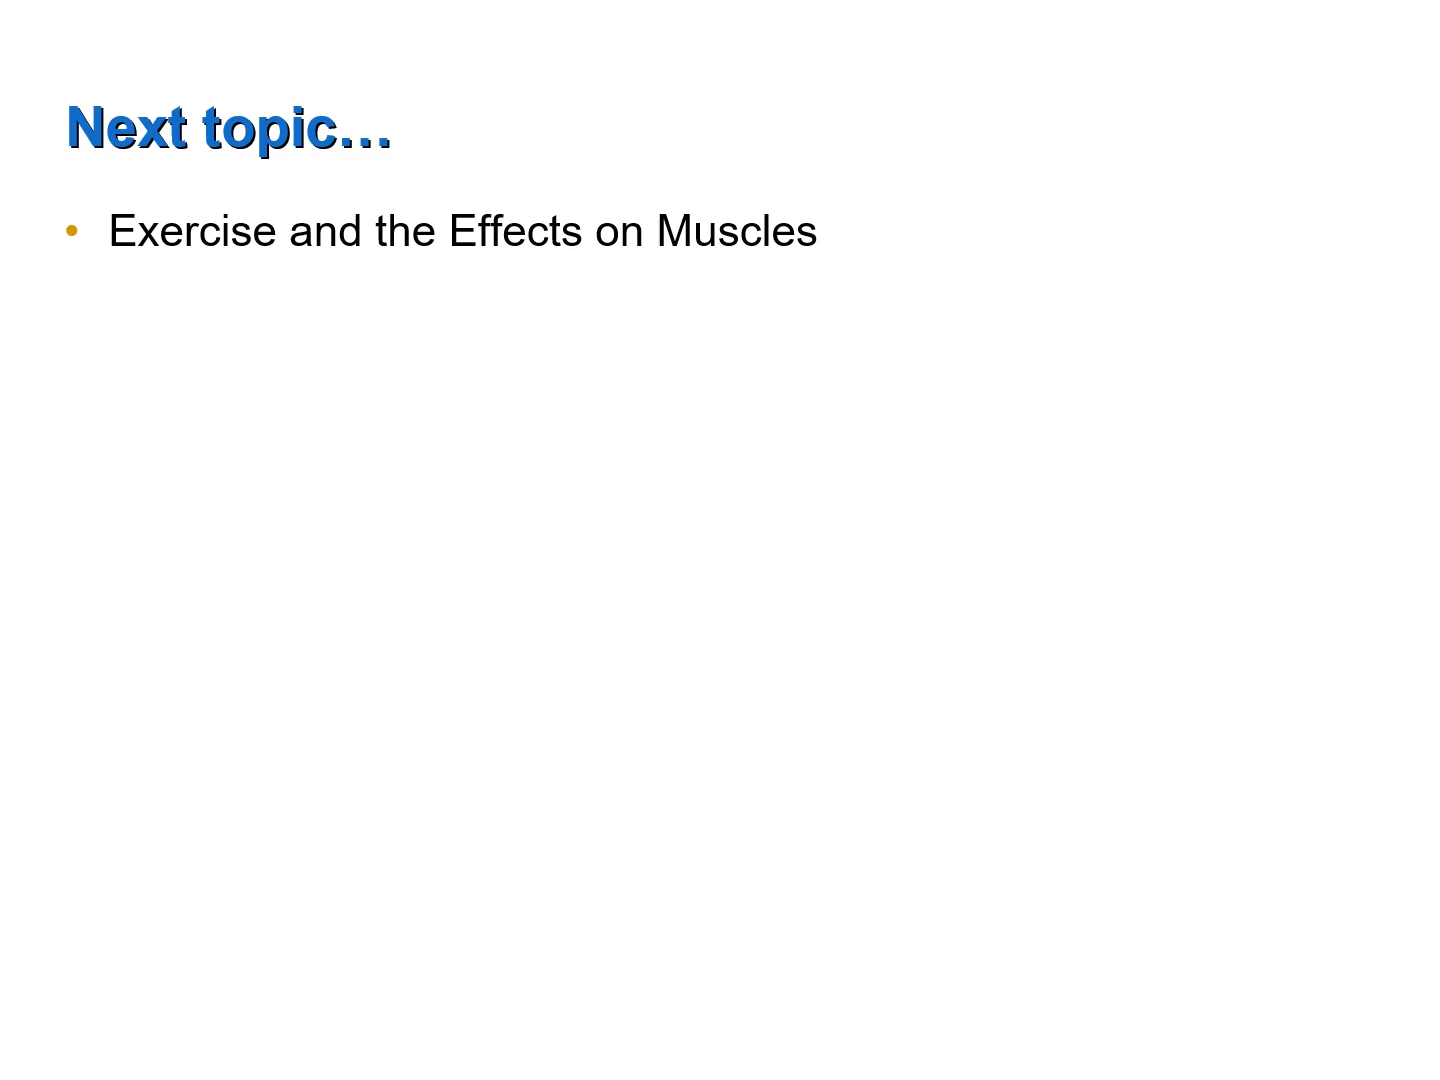 Next topic…
• Exercise and the Effects on Muscles